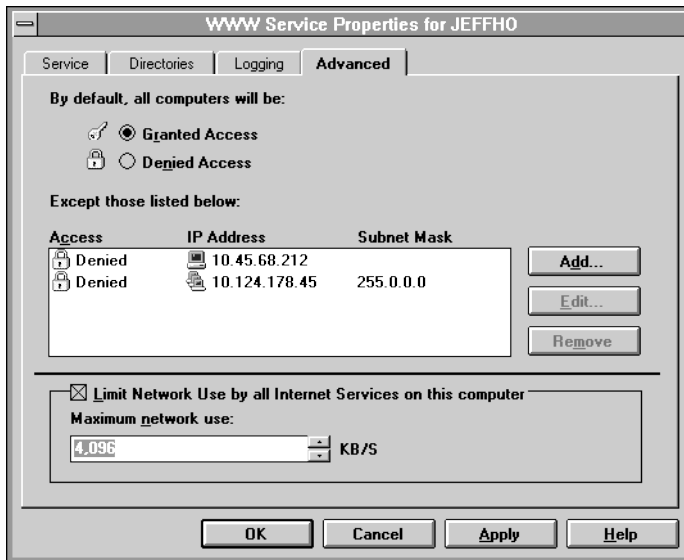 WWW Service Properties for JEFFHO
Service Directories Logging Advanced
By default, all computers will be:
Granted Access
Denied Access
Except those listed below:
Access IP Address Subnet Mask
Denied 10.45.68.212
Denied 10.124.178.45 255.0.0.0
Add...
Edit...
Remove
Limit Network Use by all Internet Services on this computer
Maximum network use:
4,096 KB/S
OK Cancel Apply Help